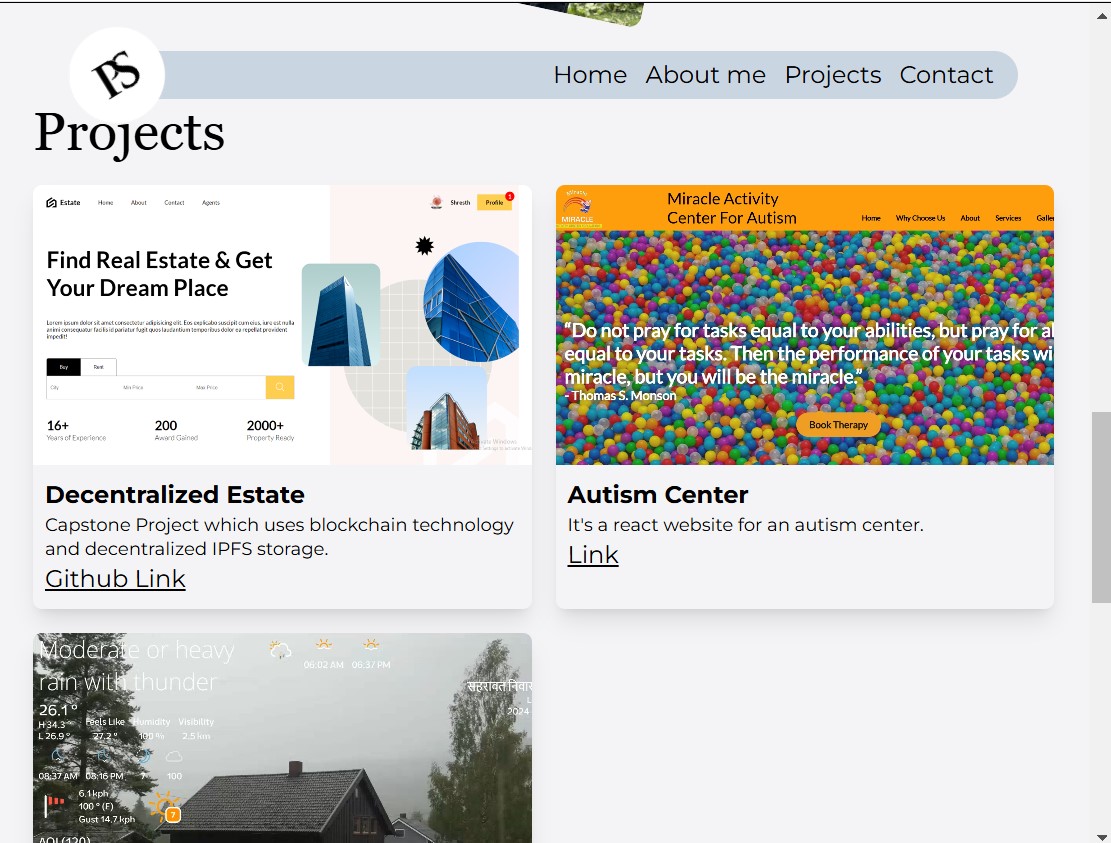 PS
Home About me Projects Contact
Projects
Estate Home About Contact Agents Shresth Profile 1
Find Real Estate & Get
Your Dream Place
Lorem ipsum dolor sit amet consectetur adipisicing elit. Eos explicabo suscipit cum eius, iure est nulla
animi consequatur facilis id pariatur fugit quos laudantium temporibus dolor ea repellat provident
impedit!
Buy Rent
City Min Price Max Price
16+ 200 2000+
Years of Experience Award Gained Property Ready
Windows
Settings to activate
Decentralized Estate
Capstone Project which uses blockchain technology
and decentralized IPFS storage.
Github Link
Miracle
MIRACLE
Miracle Activity
Center For Autism
Home Why Choose Us About Services Galle
“Do not pray for tasks equal to your abilities, but pray for a
equal to your tasks. Then the performance of your tasks wi
miracle, but you will be the miracle.”
- Thomas S. Monson
Book Therapy
Autism Center
It's a react website for an autism center.
Link
Moderate or heavy
rain with thunder
06:02 AM 06:37 PM
सहरावत निवास
L
2024
26.1°
H 34.3° Feels Like Humidity Visibility
L 26.9° 27.2° 100 % 2.5 km
08:37 AM 08:16 PM 7 100
6.1 kph
100 ° (E)
Gust 14.7 kph
7
AQI (120)